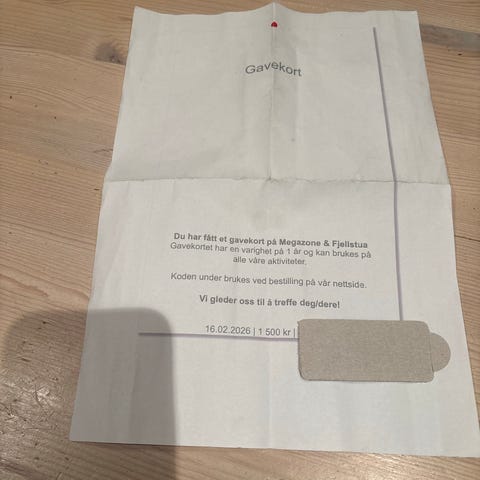 Gavekort
Du har fått et gavekort på Megazone & Fjellstua
Gavekortet har en varighet på 1 år og kan brukes på
alle våre aktiviteter.
Koden under brukes ved bestilling på vår nettside.
Vi gleder oss til å treffe deg/dere!
16.02.2026 | 1 500 kr |